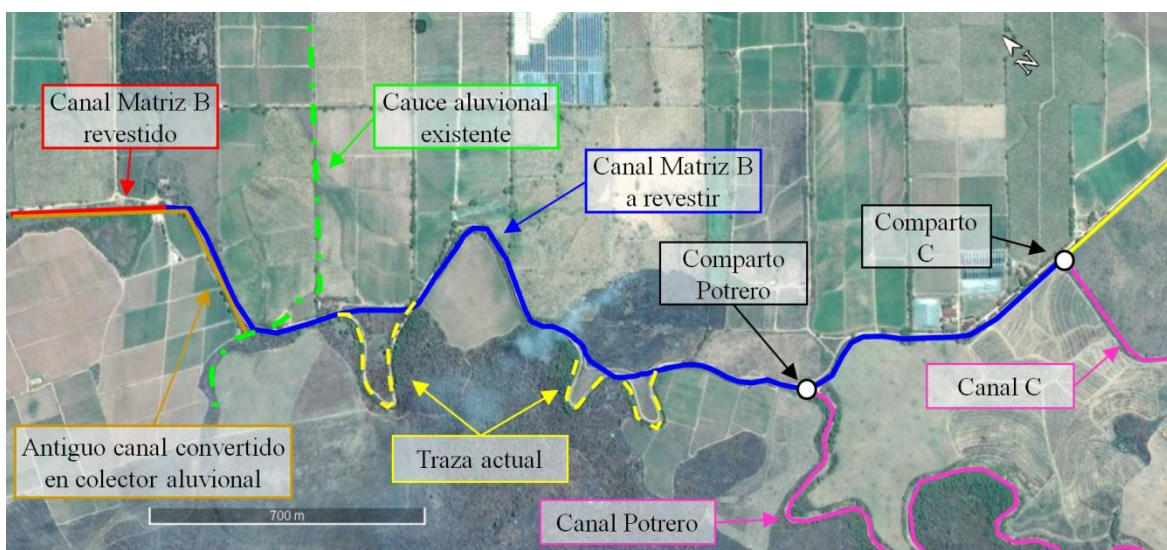 N
Canal Matriz B
revestido
Cauce aluvional
existente
Canal Matriz B
a revestir
Comparto
C
Comparto
Potrero
Canal C
Antiguo canal convertido
en colector aluvional
Traza actual
Canal Potrero
700 m